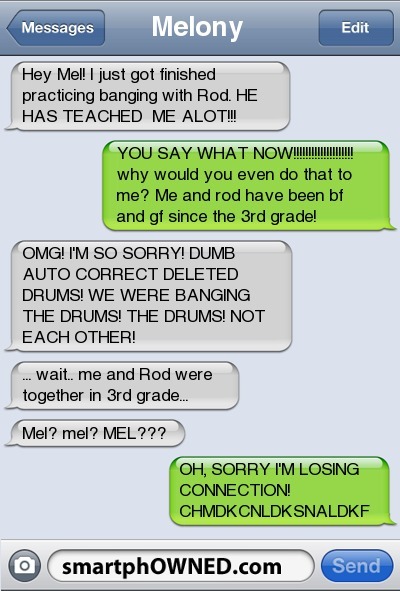 Messages
Melony
Edit
Hey Mel! I just got finished
practicing banging with Rod. HE
HAS TEACHED ME ALOT!!!
YOU SAY WHAT NOW!!!!!!!!!!!!!!!!!!!!
why would you even do that to
me? Me and rod have been bf
and gf since the 3rd grade!
OMG! I'M SO SORRY! DUMB
AUTO CORRECT DELETED
DRUMS! WE WERE BANGING
THE DRUMS! THE DRUMS! NOT
EACH OTHER!
... wait.. me and Rod were
together in 3rd grade...
Mel? mel? MEL???
OH, SORRY I'M LOSING
CONNECTION!
CHMDKCNLDKSNALDKF
smartphOWNED.com
Send